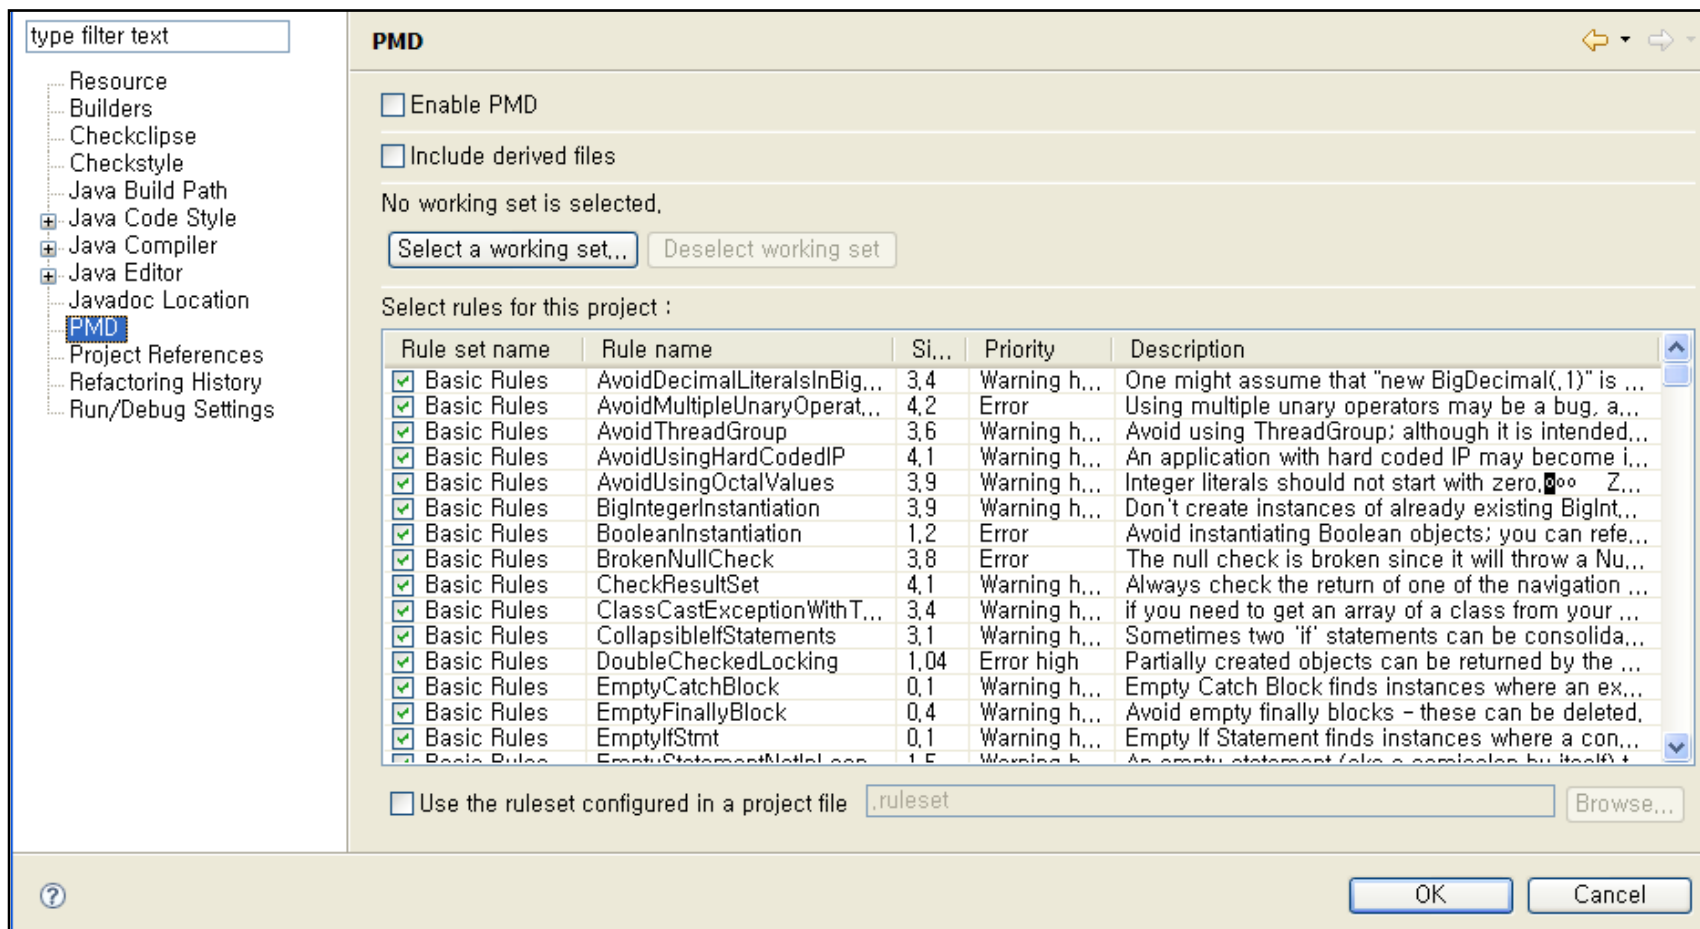 type filter text
Resource
Builders
Checkclipse
Checkstyle
Java Build Path
Java Code Style
Java Compiler
Java Editor
Javadoc Location
PMD
Project References
Refactoring History
Run/Debug Settings
PMD
Enable PMD
Include derived files
No working set is selected.
Select a working set... Deselect working set
Select rules for this project :
Rule set name Rule name Si... Priority Description
Basic Rules AvoidDecimalLiteralsInBig... 3.4 Warning h... One might assume that "new BigDecimal(.1)" is ...
Basic Rules AvoidMultipleUnaryOperat... 4.2 Error Using multiple unary operators may be a bug, a...
Basic Rules AvoidThreadGroup 3.6 Warning h... Avoid using ThreadGroup; although it is intended...
Basic Rules AvoidUsingHardCodedIP 4.1 Warning h... An application with hard coded IP may become i...
Basic Rules AvoidUsingOctalValues 3.9 Warning h... Integer literals should not start with zero. Z...
Basic Rules BigIntegerInstantiation 3.9 Warning h... Don't create instances of already existing BigInt...
Basic Rules BooleanInstantiation 1.2 Error Avoid instantiating Boolean objects; you can refe...
Basic Rules BrokenNullCheck 3.8 Error The null check is broken since it will throw a Nu...
Basic Rules CheckResultSet 4.1 Warning h... Always check the return of one of the navigation ...
Basic Rules ClassCastExceptionWithT... 3.4 Warning h... if you need to get an array of a class from your ...
Basic Rules CollapsibleIfStatements 3.1 Warning h... Sometimes two 'if' statements can be consolida...
Basic Rules DoubleCheckedLocking 1.04 Error high Partially created objects can be returned by the ...
Basic Rules EmptyCatchBlock 0.1 Warning h... Empty Catch Block finds instances where an ex...
Basic Rules EmptyFinallyBlock 0.4 Warning h... Avoid empty finally blocks - these can be deleted.
Basic Rules EmptyIfStmt 0.1 Warning h... Empty If Statement finds instances where a con...
Basic Rules EmptyStatementNotInLoop 1.5 Warning h... An empty statement (aka a semicolon by itself) t...
Use the ruleset configured in a project file .ruleset Browse...
OK Cancel